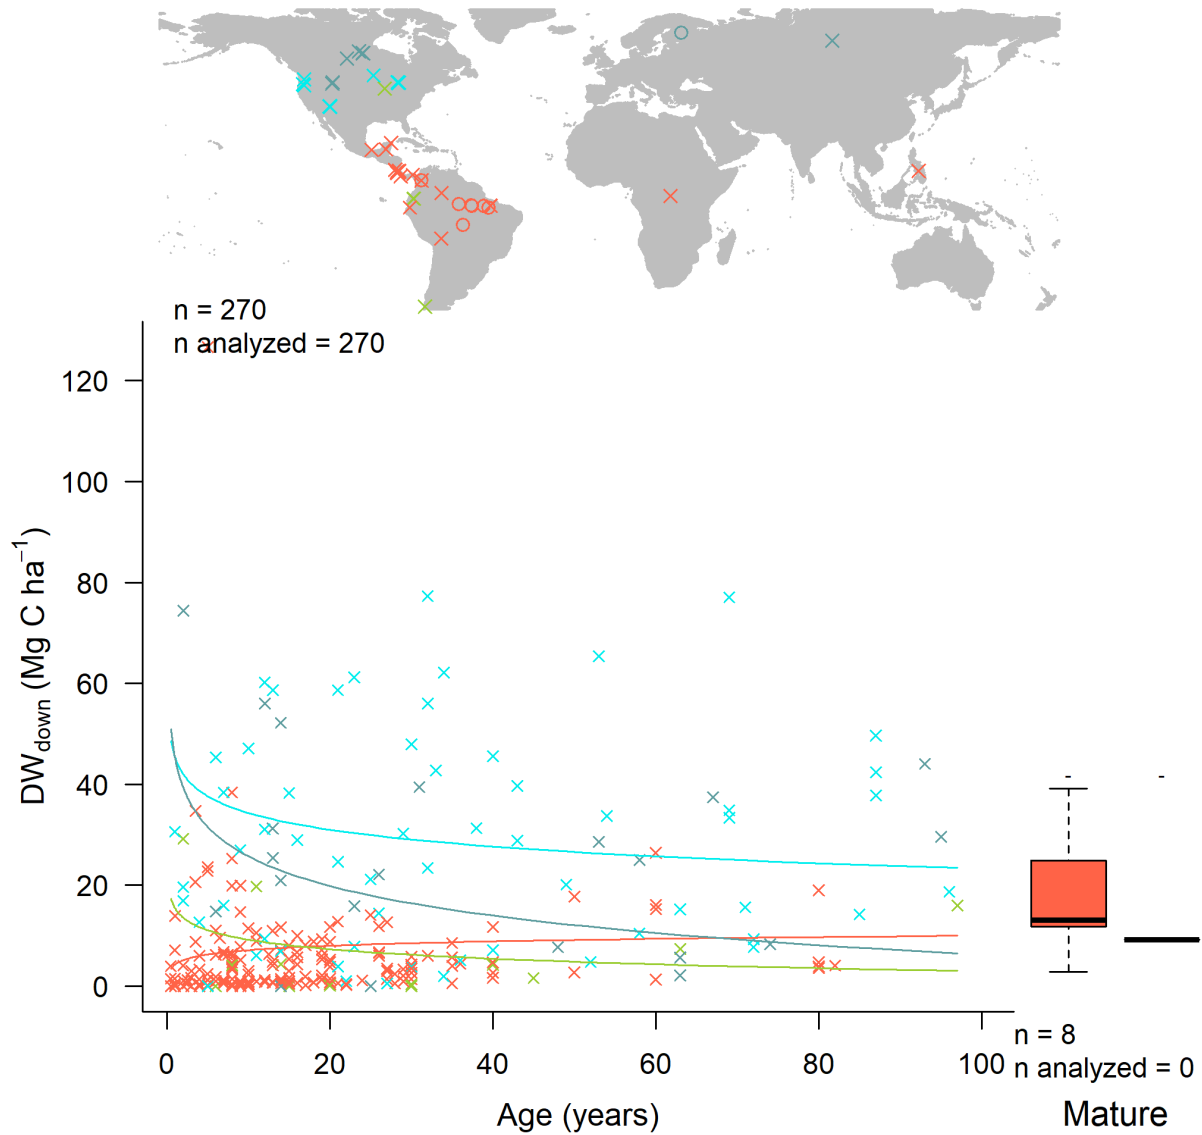 n = 270
n analyzed = 270
120
100
80
60
40
20
0
DW_down (Mg C ha⁻¹)
0 20 40 60 80 100
Age (years)
- -
n = 8
n analyzed = 0
Mature